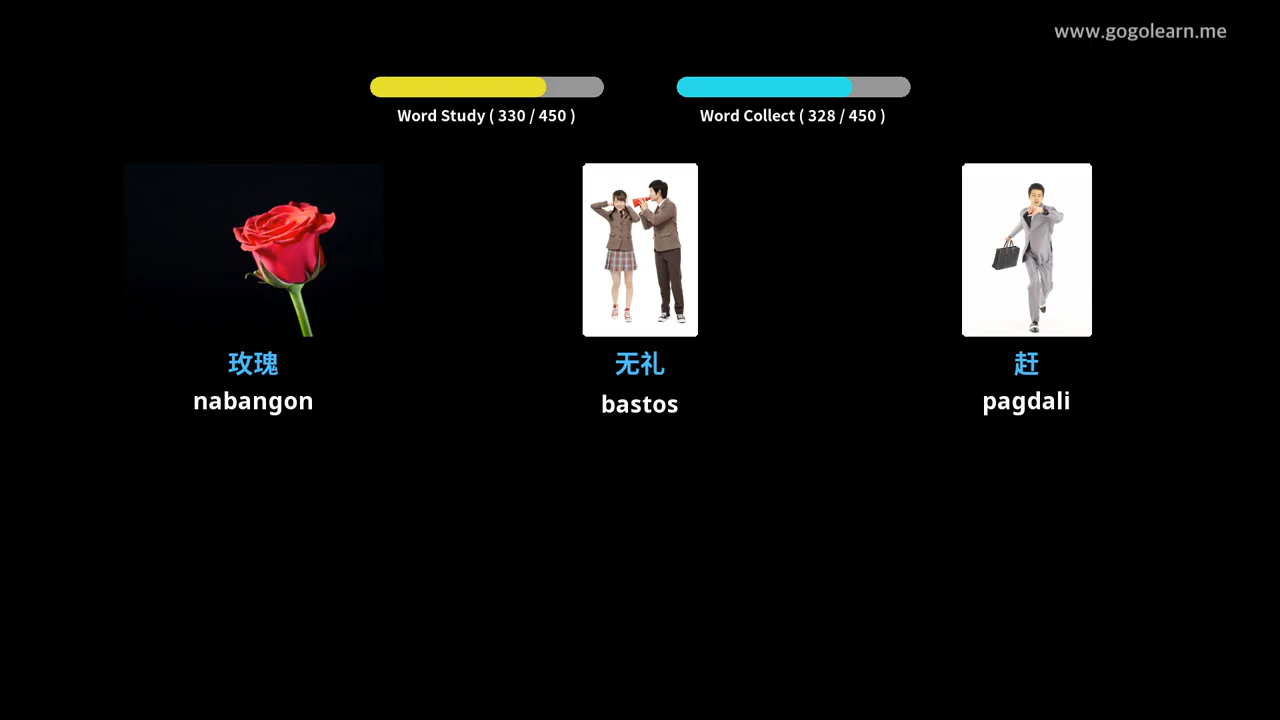 www.gogolearn.me
Word Study ( 330 / 450 )
Word Collect ( 328 / 450 )
玫瑰
nabangon
无礼
bastos
赶
pagdali